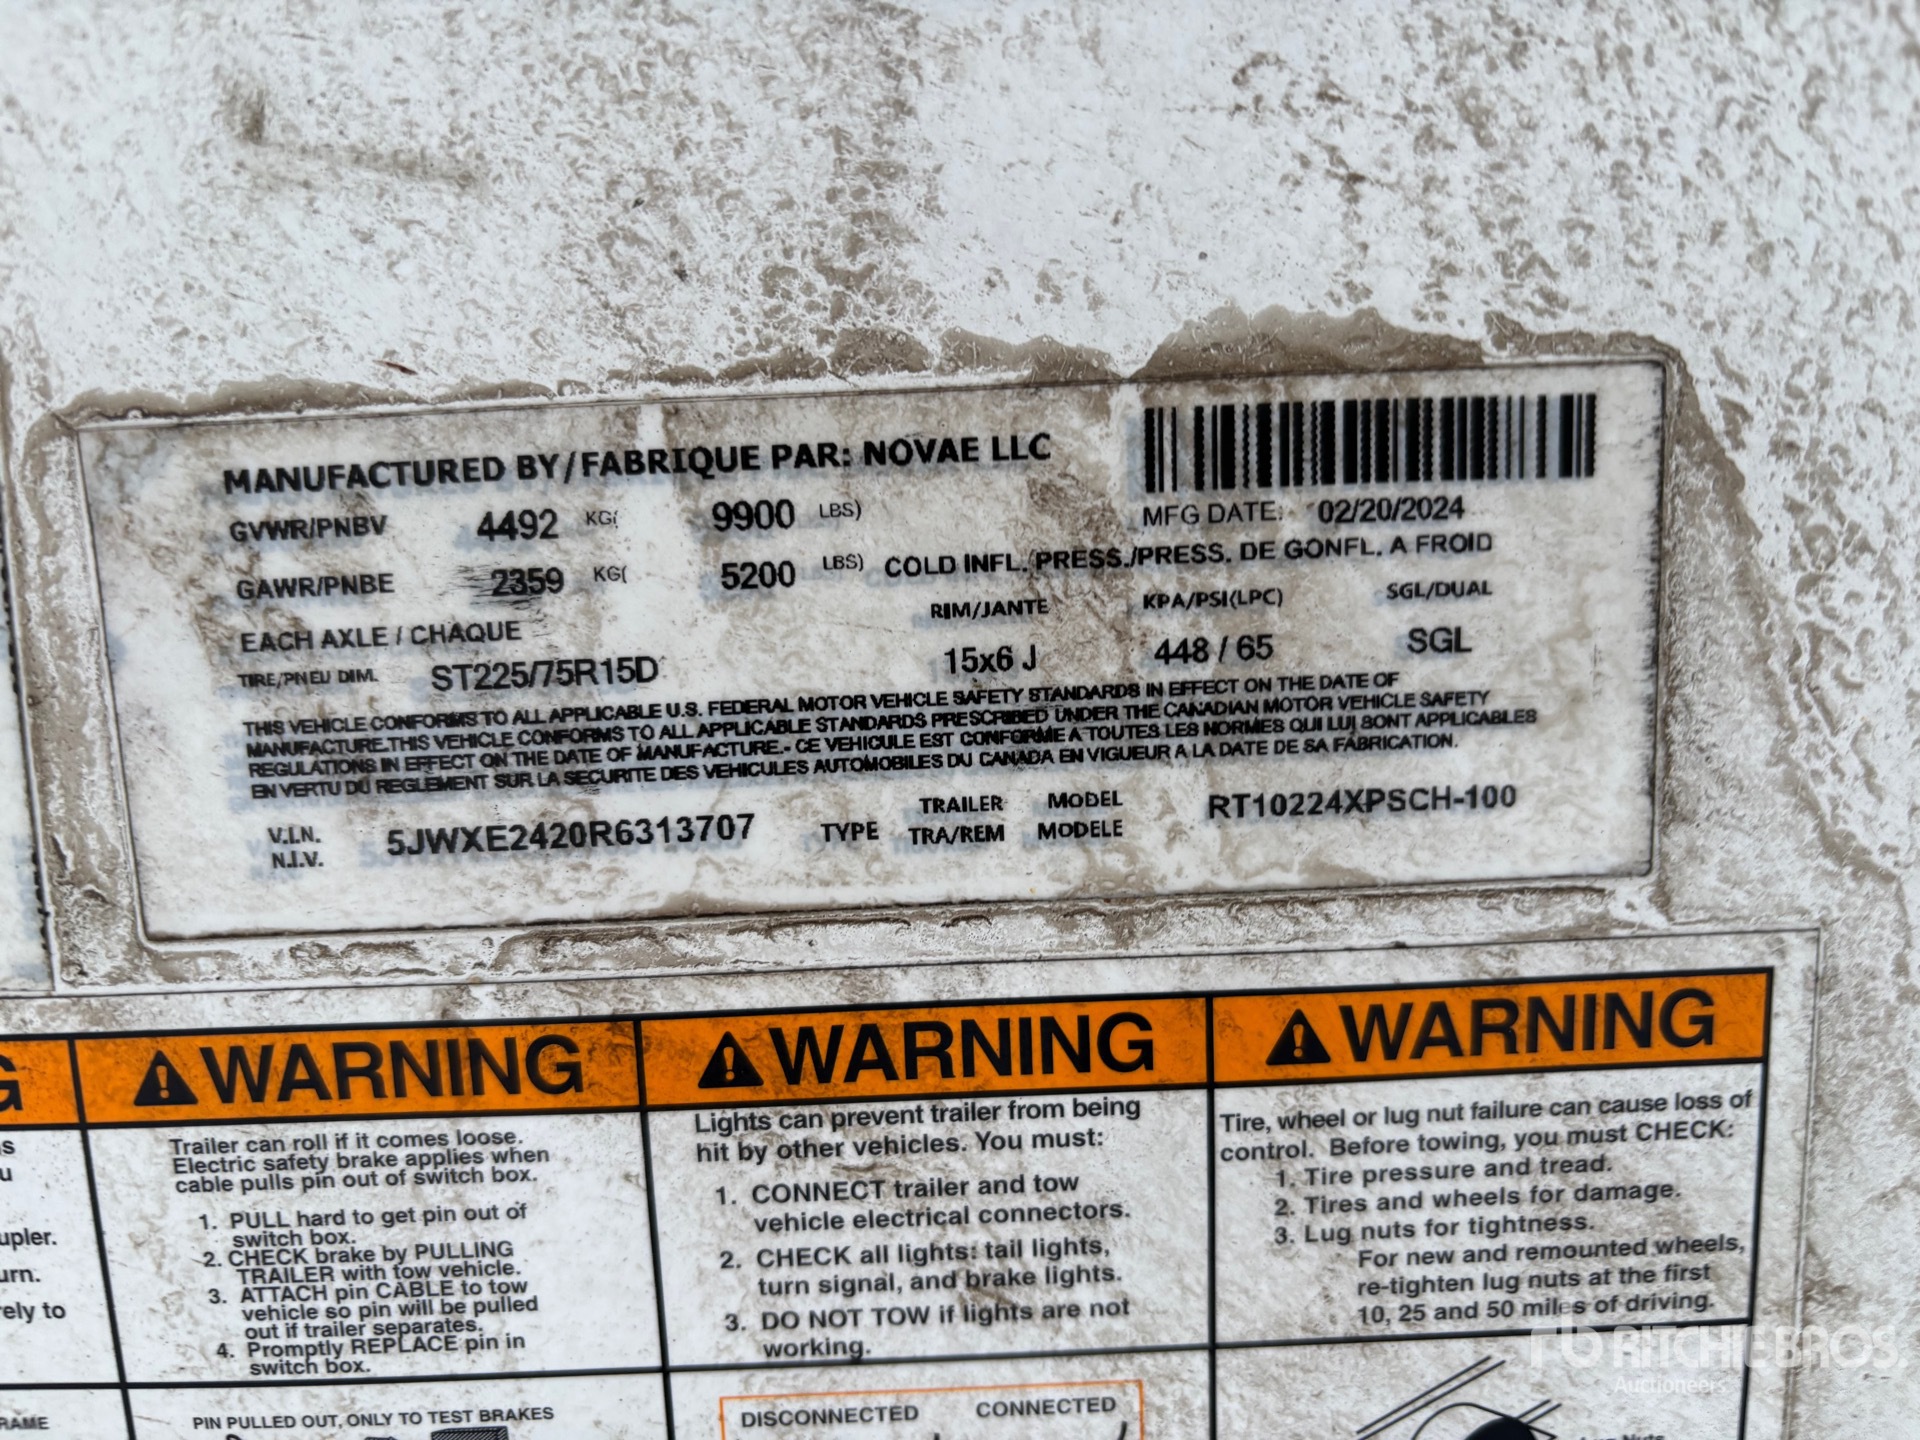 MANUFACTURED BY/FABRIQUE PAR: NOVAE LLC
MFG DATE: 02/20/2024
GVWR/PNBV 4492 KG( 9900 LBS)
GAWR/PNBE 2359 KG( 5200 LBS) COLD INFL./PRESS./PRESS. DE GONFL. A FROID
EACH AXLE / CHAQUE RIM/JANTE KPA/PSI(LPC) SGL/DUAL
TIRE/PNEU DIM. ST225/75R15D 15x6 J 448 / 65 SGL
THIS VEHICLE CONFORMS TO ALL APPLICABLE U.S. FEDERAL MOTOR VEHICLE SAFETY STANDARDS IN EFFECT ON THE DATE OF
MANUFACTURE.THIS VEHICLE CONFORMS TO ALL APPLICABLE STANDARDS PRESCRIBED UNDER THE CANADIAN MOTOR VEHICLE SAFETY
REGULATIONS IN EFFECT ON THE DATE OF MANUFACTURE.- CE VEHICULE EST CONFORME A TOUTES LES NORMES QUI LUI SONT APPLICABLES
EN VERTU DU REGLEMENT SUR LA SECURITE DES VEHICULES AUTOMOBILES DU CANADA EN VIGUEUR A LA DATE DE SA FABRICATION.
V.I.N. 5JWXE2420R6313707 TYPE TRAILER MODEL RT10224XPSCH-100
N.I.V. TRA/REM MODELE
G
s
u
upler.
urn.
rely to
RAME
WARNING
Trailer can roll if it comes loose.
Electric safety brake applies when
cable pulls pin out of switch box.
1. PULL hard to get pin out of
switch box.
2. CHECK brake by PULLING
TRAILER with tow vehicle.
3. ATTACH pin CABLE to tow
vehicle so pin will be pulled
out if trailer separates.
4. Promptly REPLACE pin in
switch box.
PIN PULLED OUT, ONLY TO TEST BRAKES
WARNING
Lights can prevent trailer from being
hit by other vehicles. You must:
1. CONNECT trailer and tow
vehicle electrical connectors.
2. CHECK all lights: tail lights,
turn signal, and brake lights.
3. DO NOT TOW if lights are not
working.
DISCONNECTED CONNECTED
WARNING
Tire, wheel or lug nut failure can cause loss of
control. Before towing, you must CHECK:
1. Tire pressure and tread.
2. Tires and wheels for damage.
3. Lug nuts for tightness.
For new and remounted wheels,
re-tighten lug nuts at the first
10, 25 and 50 miles of driving.
rb RITCHIE BROS.
Auctioneers